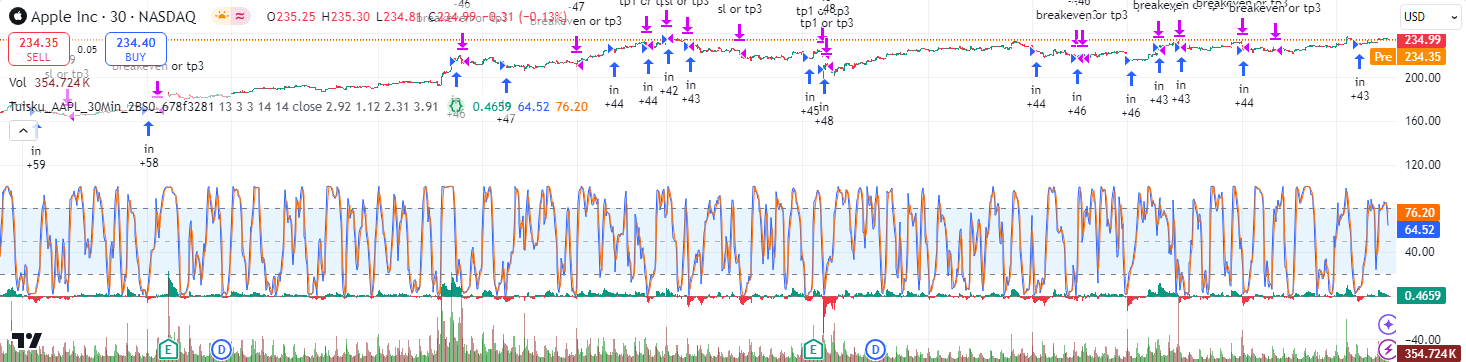 Apple Inc · 30 · NASDAQ
O235.25 H235.30 L234.81 C234.99 −0.31 (−0.13%)
USD
234.35
SELL
0.05
234.40
BUY
234.99
Pre 234.35
Vol 354.724K
200.00
160.00
120.00
Tuisku_AAPL_30Min_2BS0_678f3281 13 3 3 14 14 close 2.92 1.12 2.31 3.91 0.4659 64.52 76.20
sl or tp3
breakeven or tp3
breakeven or tp3
breakeven or tp3
-46
-47
sl or tp3
tp1 or tp3
tp1 or tp3
-48
-46
breakeven or tp3
breakeven or tp3
in
+59
in
+58
in
+46
in
+47
in
+44
in
+44
in
+42
in
+43
in
+45
in
+48
in
+44
in
+46
in
+46
in
+43
in
+43
in
+44
in
+43
76.20
64.52
40.00
0.4659
−40.00
354.724K
E
D
E
D